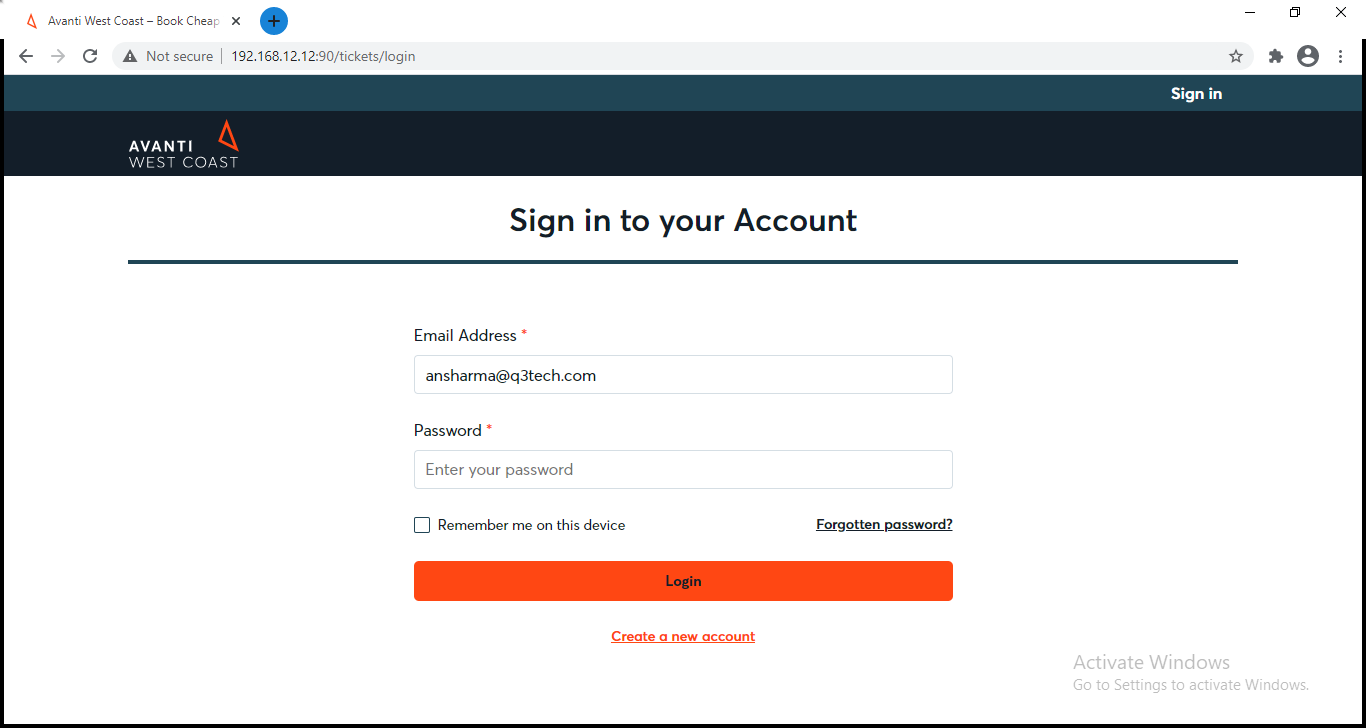 Avanti West Coast – Book Cheap
Not secure 192.168.12.12:90/tickets/login
Sign in
AVANTI
WEST COAST
Sign in to your Account
Email Address *
ansharma@q3tech.com
Password *
Enter your password
Remember me on this device Forgotten password?
Login
Create a new account
Activate Windows
Go to Settings to activate Windows.